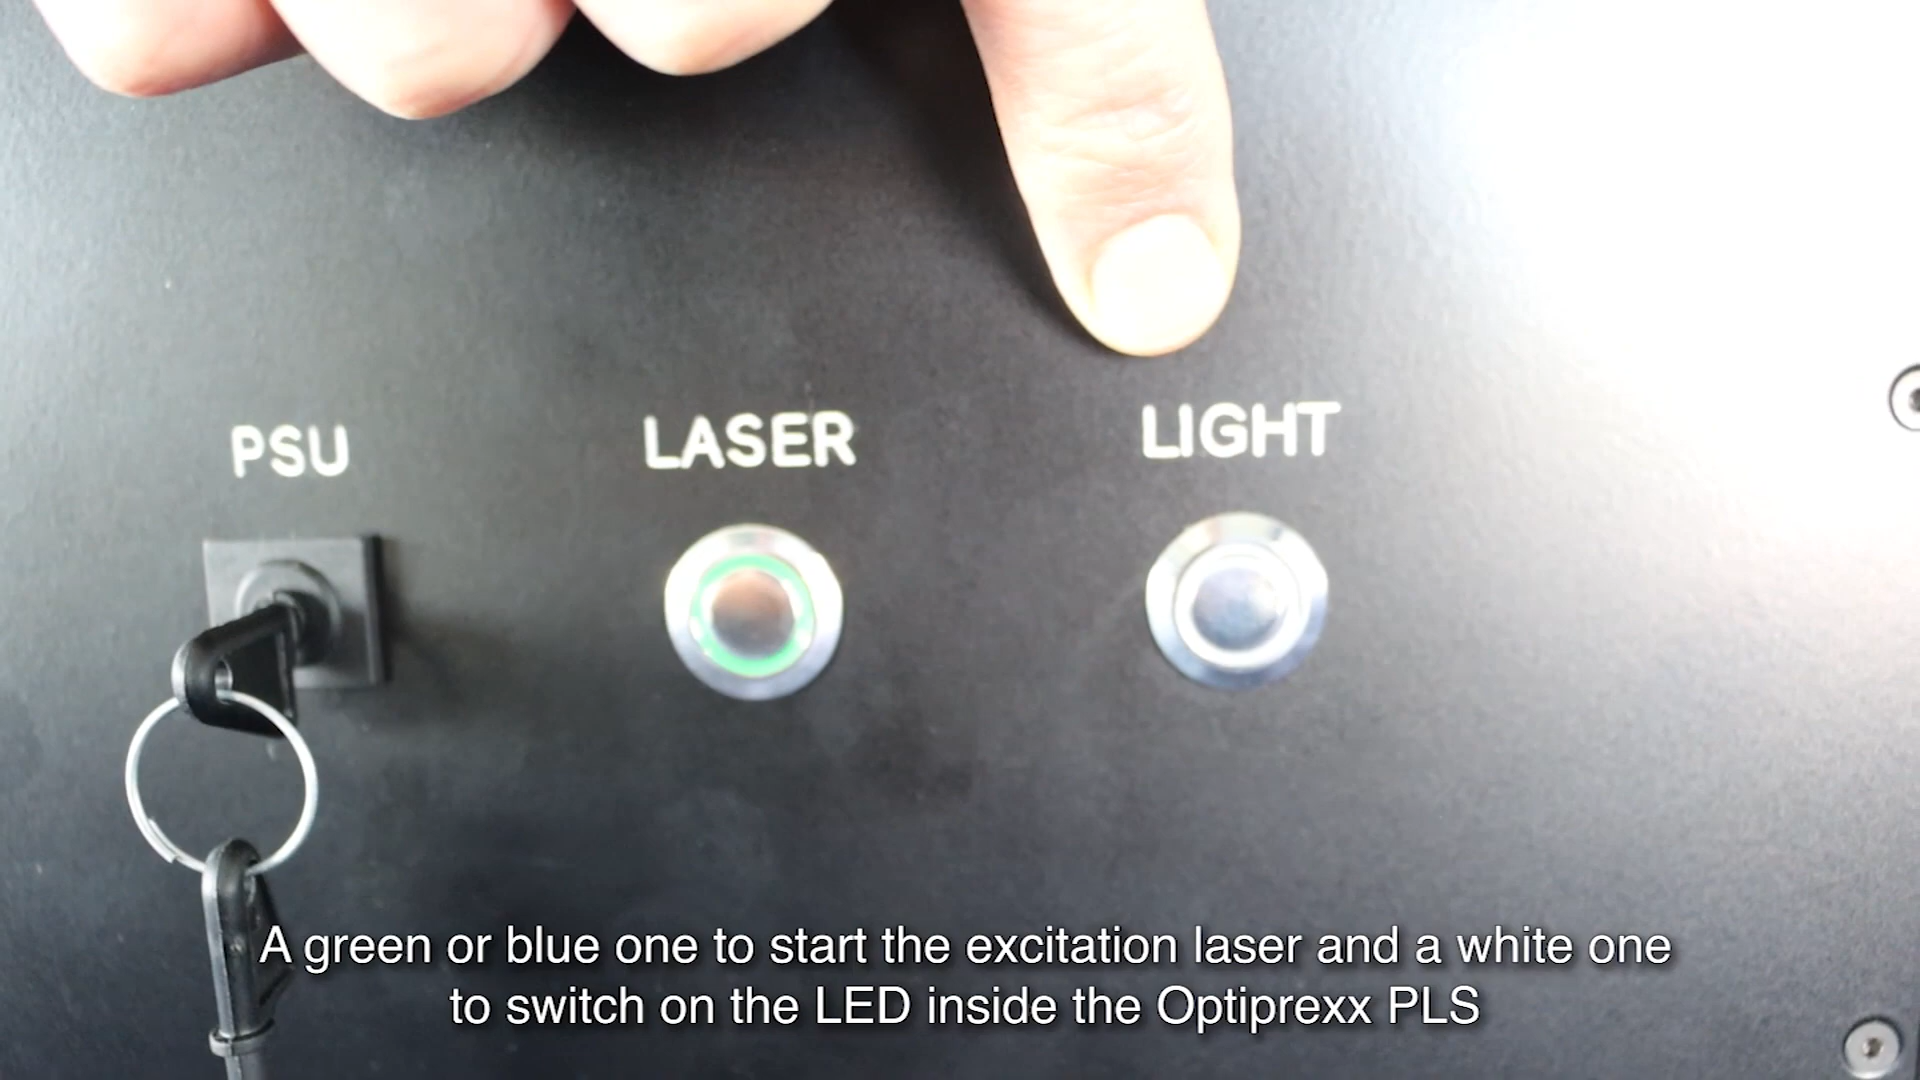 PSU
LASER
LIGHT
A green or blue one to start the excitation laser and a white one
to switch on the LED inside the Optiprexx PLS